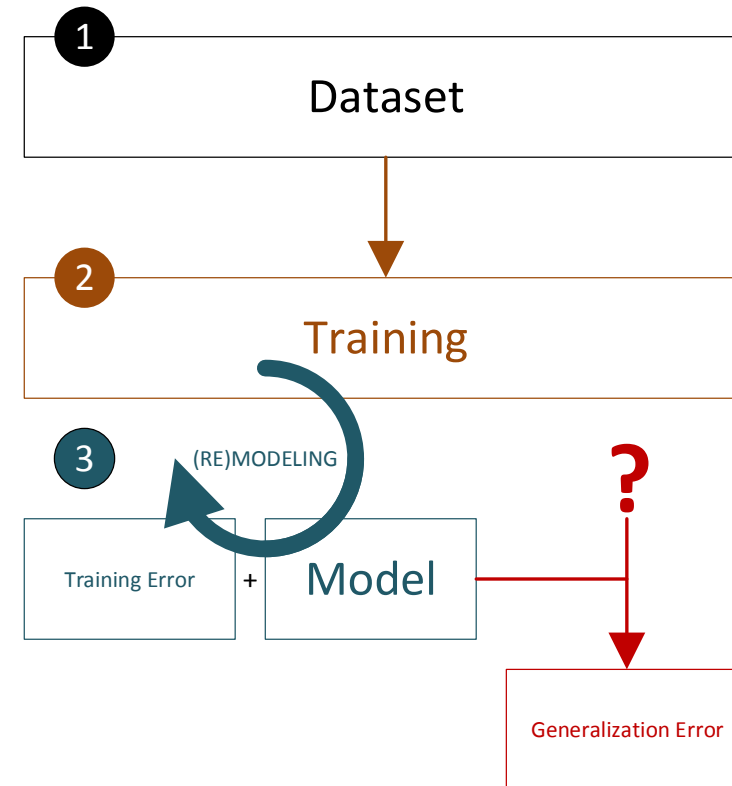 1
Dataset
2
Training
3
(RE)MODELING
?
Training Error
+
Model
Generalization Error